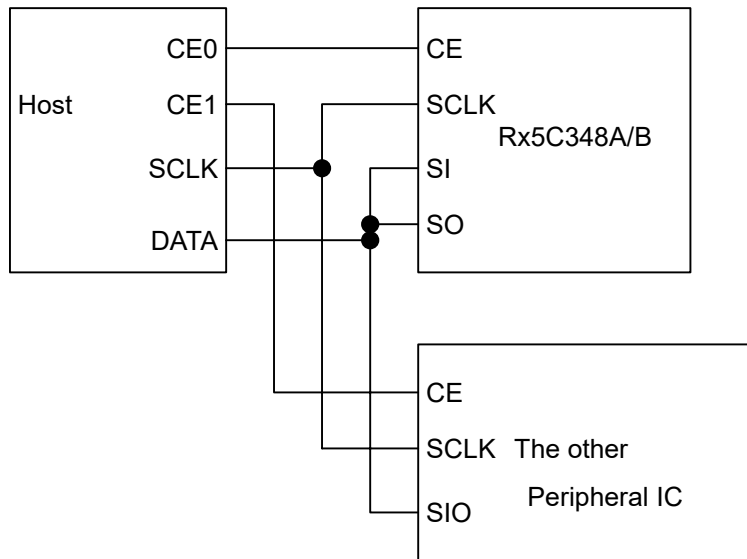 CE0
CE
Host
CE1
SCLK
Rx5C348A/B
SCLK
SI
DATA
SO
CE
SCLK The other
Peripheral IC
SIO